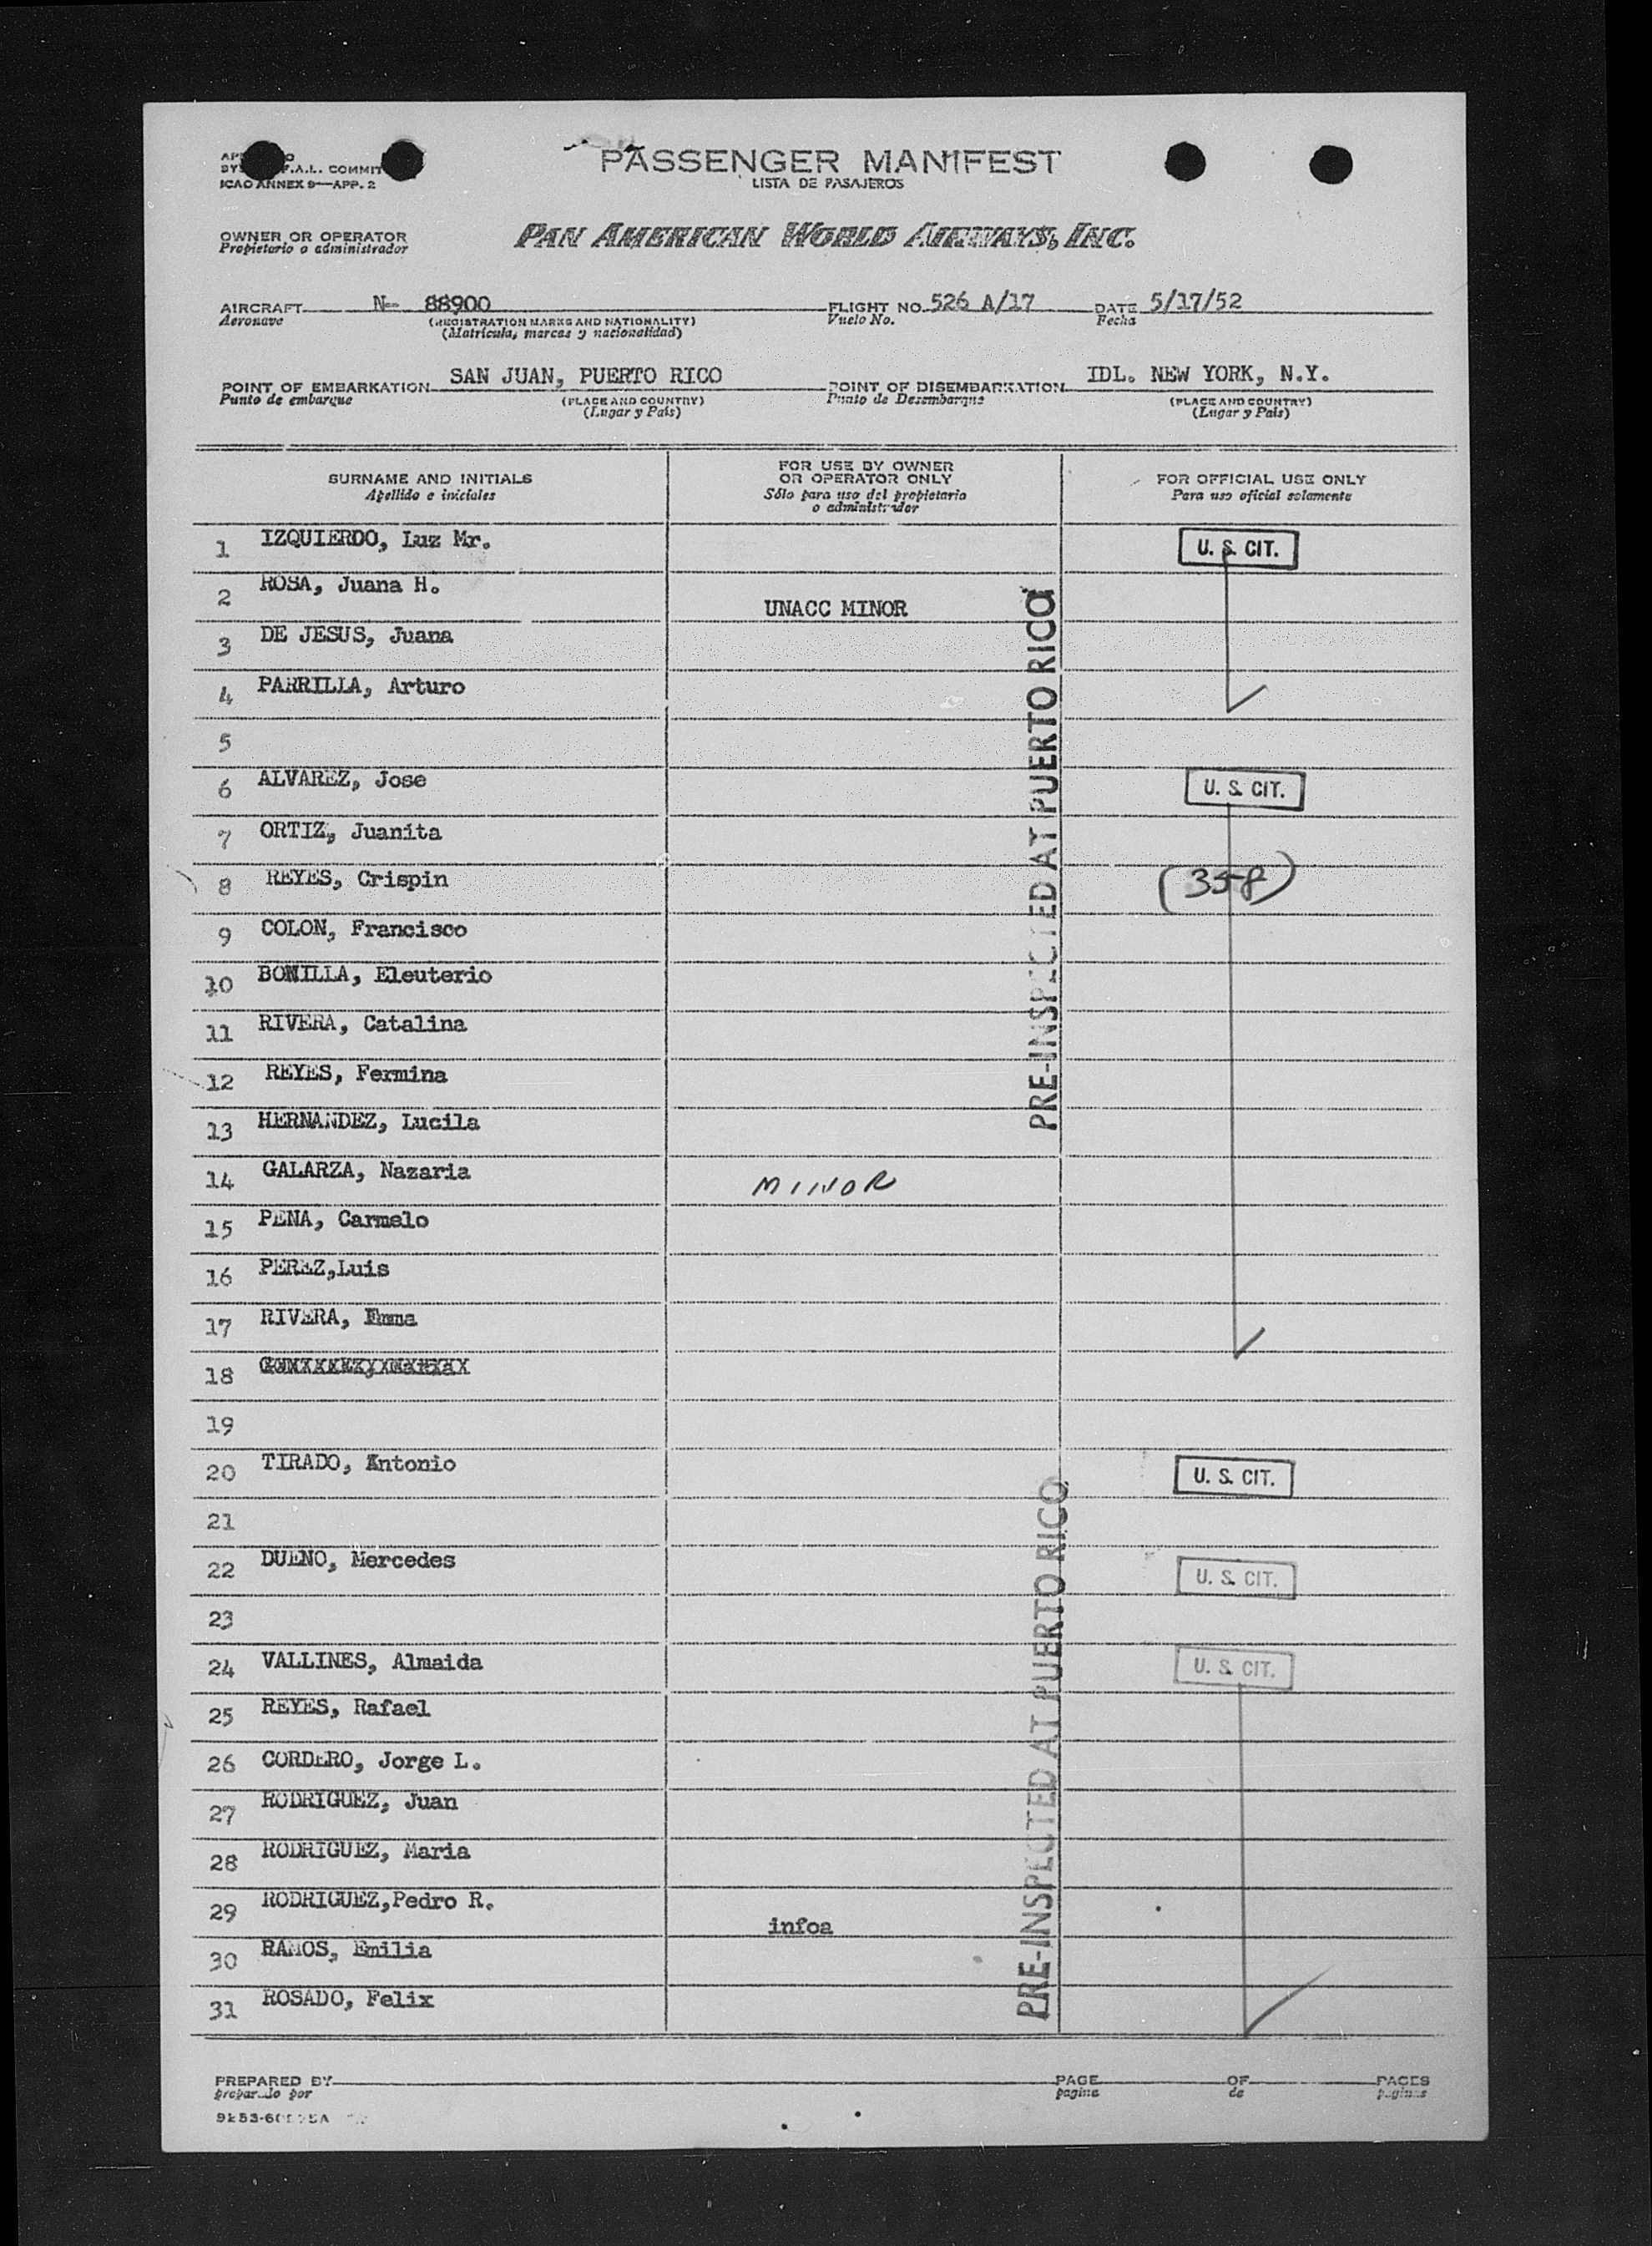 PASSENGER MANIFEST
BY F.A.L. COMMIT
LISTA DE PASAJEROS
ICAO ANNEX 9—APP. 2
OWNER OR OPERATOR PAN AMERICAN WORLD AIRWAYS, INC.
Propietario o administrador
AIRCRAFT N- 88900 FLIGHT NO. 526 A/17 DATE 5/17/52
Aeronave (REGISTRATION MARKS AND NATIONALITY) Vuelo No. Fecha
(Matricula, marcas y nacionalidad)
POINT OF EMBARKATION SAN JUAN, PUERTO RICO POINT OF DISEMBARKATION IDL. NEW YORK, N.Y.
Punto de embarque (PLACE AND COUNTRY) Punto de Desembarque (PLACE AND COUNTRY)
(Lugar y País) (Lugar y País)
SURNAME AND INITIALS FOR USE BY OWNER OR OPERATOR ONLY FOR OFFICIAL USE ONLY
Apellido e iniciales Sólo para uso del propietario o administrador Para uso oficial solamente
1 IZQUIERDO, Luz Mr. U. S. CIT.
2 ROSA, Juana H. UNACC MINOR
3 DE JESUS, Juana
4 PARRILLA, Arturo
5
6 ALVAREZ, Jose U. S. CIT.
7 ORTIZ, Juanita
8 REYES, Crispin (358)
9 COLON, Francisco
10 BONILLA, Eleuterio
11 RIVERA, Catalina
12 REYES, Fermina
13 HERNANDEZ, Lucila
14 GALARZA, Nazaria MINOR
15 PENA, Carmelo
16 PEREZ,Luis
17 RIVERA, Emma
18
19
20 TIRADO, Antonio U. S. CIT.
21
22 DUENO, Mercedes U. S. CIT.
23
24 VALLINES, Almaida U. S. CIT.
25 REYES, Rafael
26 CORDERO, Jorge L.
27 RODRIGUEZ, Juan
28 RODRIGUEZ, Maria
29 RODRIGUEZ,Pedro R. infoa
30 RAMOS, Emilia
31 ROSADO, Felix
PRE-INSPECTED AT PUERTO RICO
PRE-INSPECTED AT PUERTO RICO
PREPARED BY PAGE OF PAGES
preparado por pagina de paginas